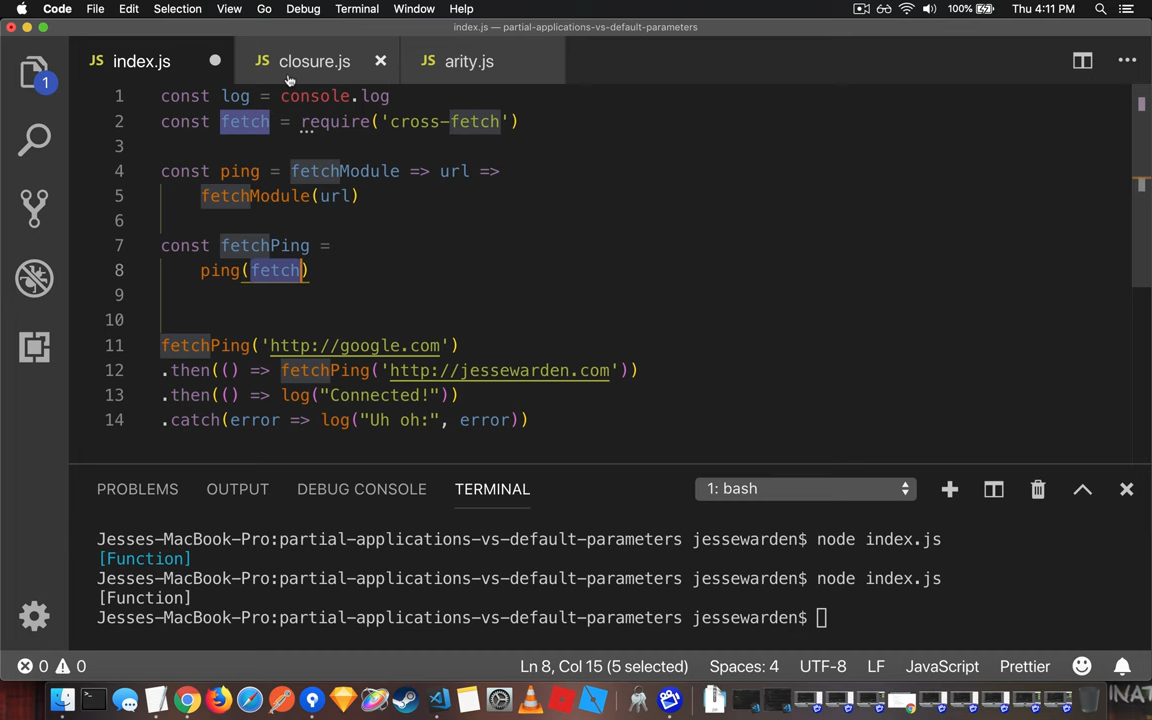 Code File Edit Selection View Go Debug Terminal Window Help 100% Thu 4:11 PM
index.js — partial-applications-vs-default-parameters
JS index.js JS closure.js JS arity.js
1
1 const log = console.log
2 const fetch = require('cross-fetch')
3
4 const ping = fetchModule => url =>
5 fetchModule(url)
6
7 const fetchPing =
8 ping(fetch)
9
10
11 fetchPing('http://google.com')
12 .then(() => fetchPing('http://jessewarden.com'))
13 .then(() => log("Connected!"))
14 .catch(error => log("Uh oh:", error))
PROBLEMS OUTPUT DEBUG CONSOLE TERMINAL 1: bash
Jesses-MacBook-Pro:partial-applications-vs-default-parameters jessewarden$ node index.js
[Function]
Jesses-MacBook-Pro:partial-applications-vs-default-parameters jessewarden$ node index.js
[Function]
Jesses-MacBook-Pro:partial-applications-vs-default-parameters jessewarden$
0 0 Ln 8, Col 15 (5 selected) Spaces: 4 UTF-8 LF JavaScript Prettier